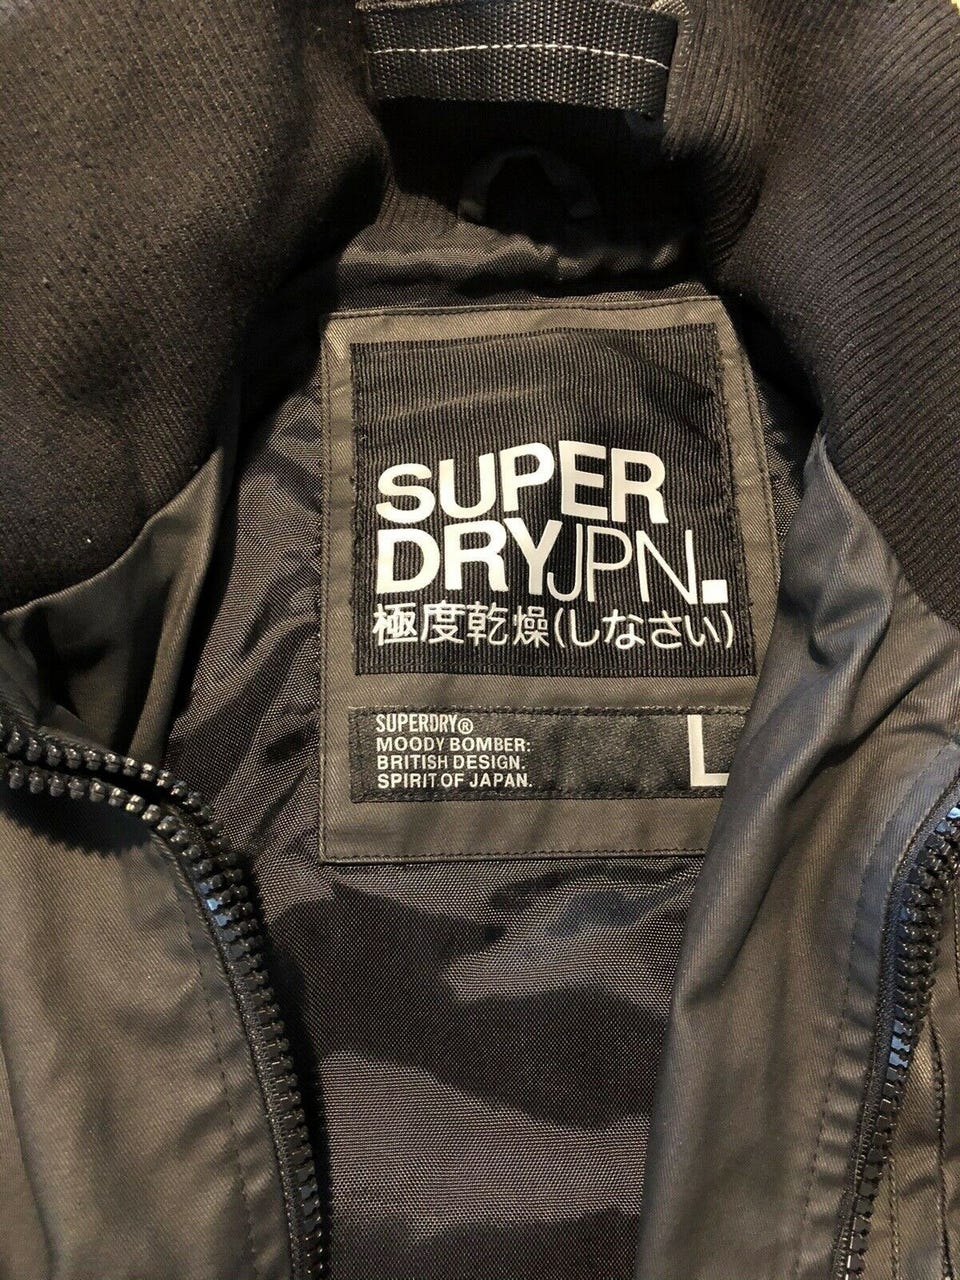 SUPER
DRYJPN.
極度乾燥(しなさい)
SUPERDRY®
MOODY BOMBER:
BRITISH DESIGN.
SPIRIT OF JAPAN.
L